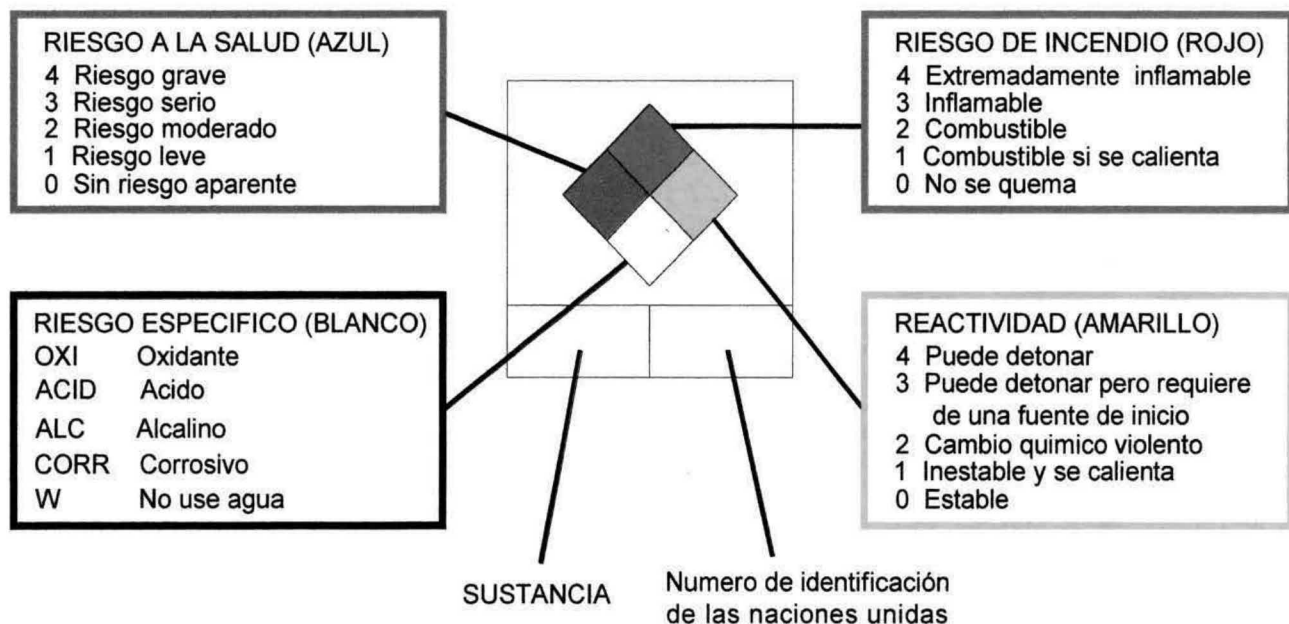 RIESGO A LA SALUD (AZUL)
4 Riesgo grave
3 Riesgo serio
2 Riesgo moderado
1 Riesgo leve
0 Sin riesgo aparente
RIESGO DE INCENDIO (ROJO)
4 Extremadamente inflamable
3 Inflamable
2 Combustible
1 Combustible si se calienta
0 No se quema
RIESGO ESPECIFICO (BLANCO)
OXI Oxidante
ACID Acido
ALC Alcalino
CORR Corrosivo
W No use agua
REACTIVIDAD (AMARILLO)
4 Puede detonar
3 Puede detonar pero requiere
de una fuente de inicio
2 Cambio quimico violento
1 Inestable y se calienta
0 Estable
SUSTANCIA
Numero de identificación
de las naciones unidas